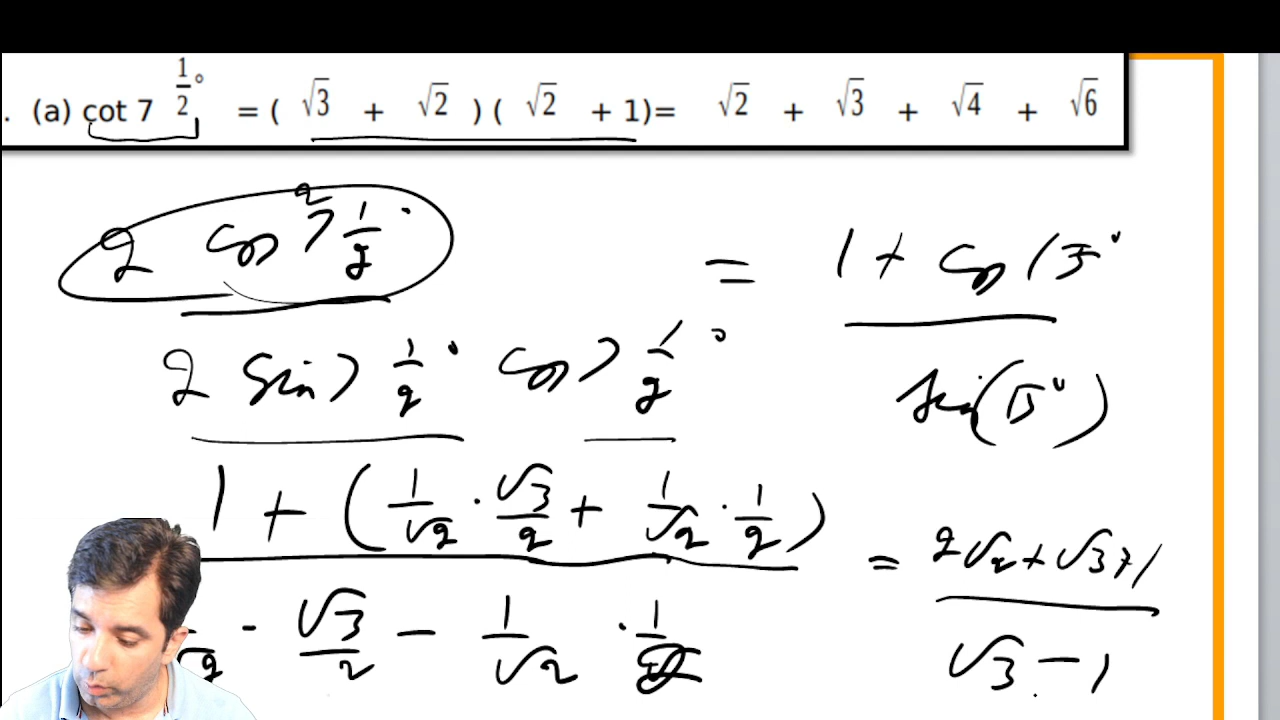 . (a) cot 7 1/2° = ( √3 + √2 ) ( √2 + 1)= √2 + √3 + √4 + √6
2 cos² 7 1/2° = 1 + cos 15°
2 sin 7 1/2° cos 7 1/2° sin(15°)
1 + ( 1/√2 · √3/2 + 1/√2 · 1/2 ) = 2√2 + √3 + 1
√2 · √3/2 - 1/√2 · 1/2 √3 - 1